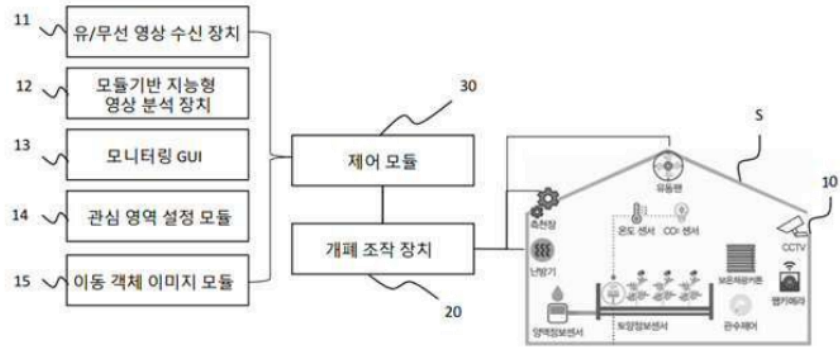 11
유/무선 영상 수신 장치
12
모듈기반 지능형
영상 분석 장치
13
모니터링 GUI
14
관심 영역 설정 모듈
15
이동 객체 이미지 모듈
30
제어 모듈
개폐 조작 장치
20
S
10
유동팬
측천장
온도 센서
CO2 센서
CCTV
난방기
보온차광커튼
웹카메라
양액정보센서
토양정보센서
관수제어